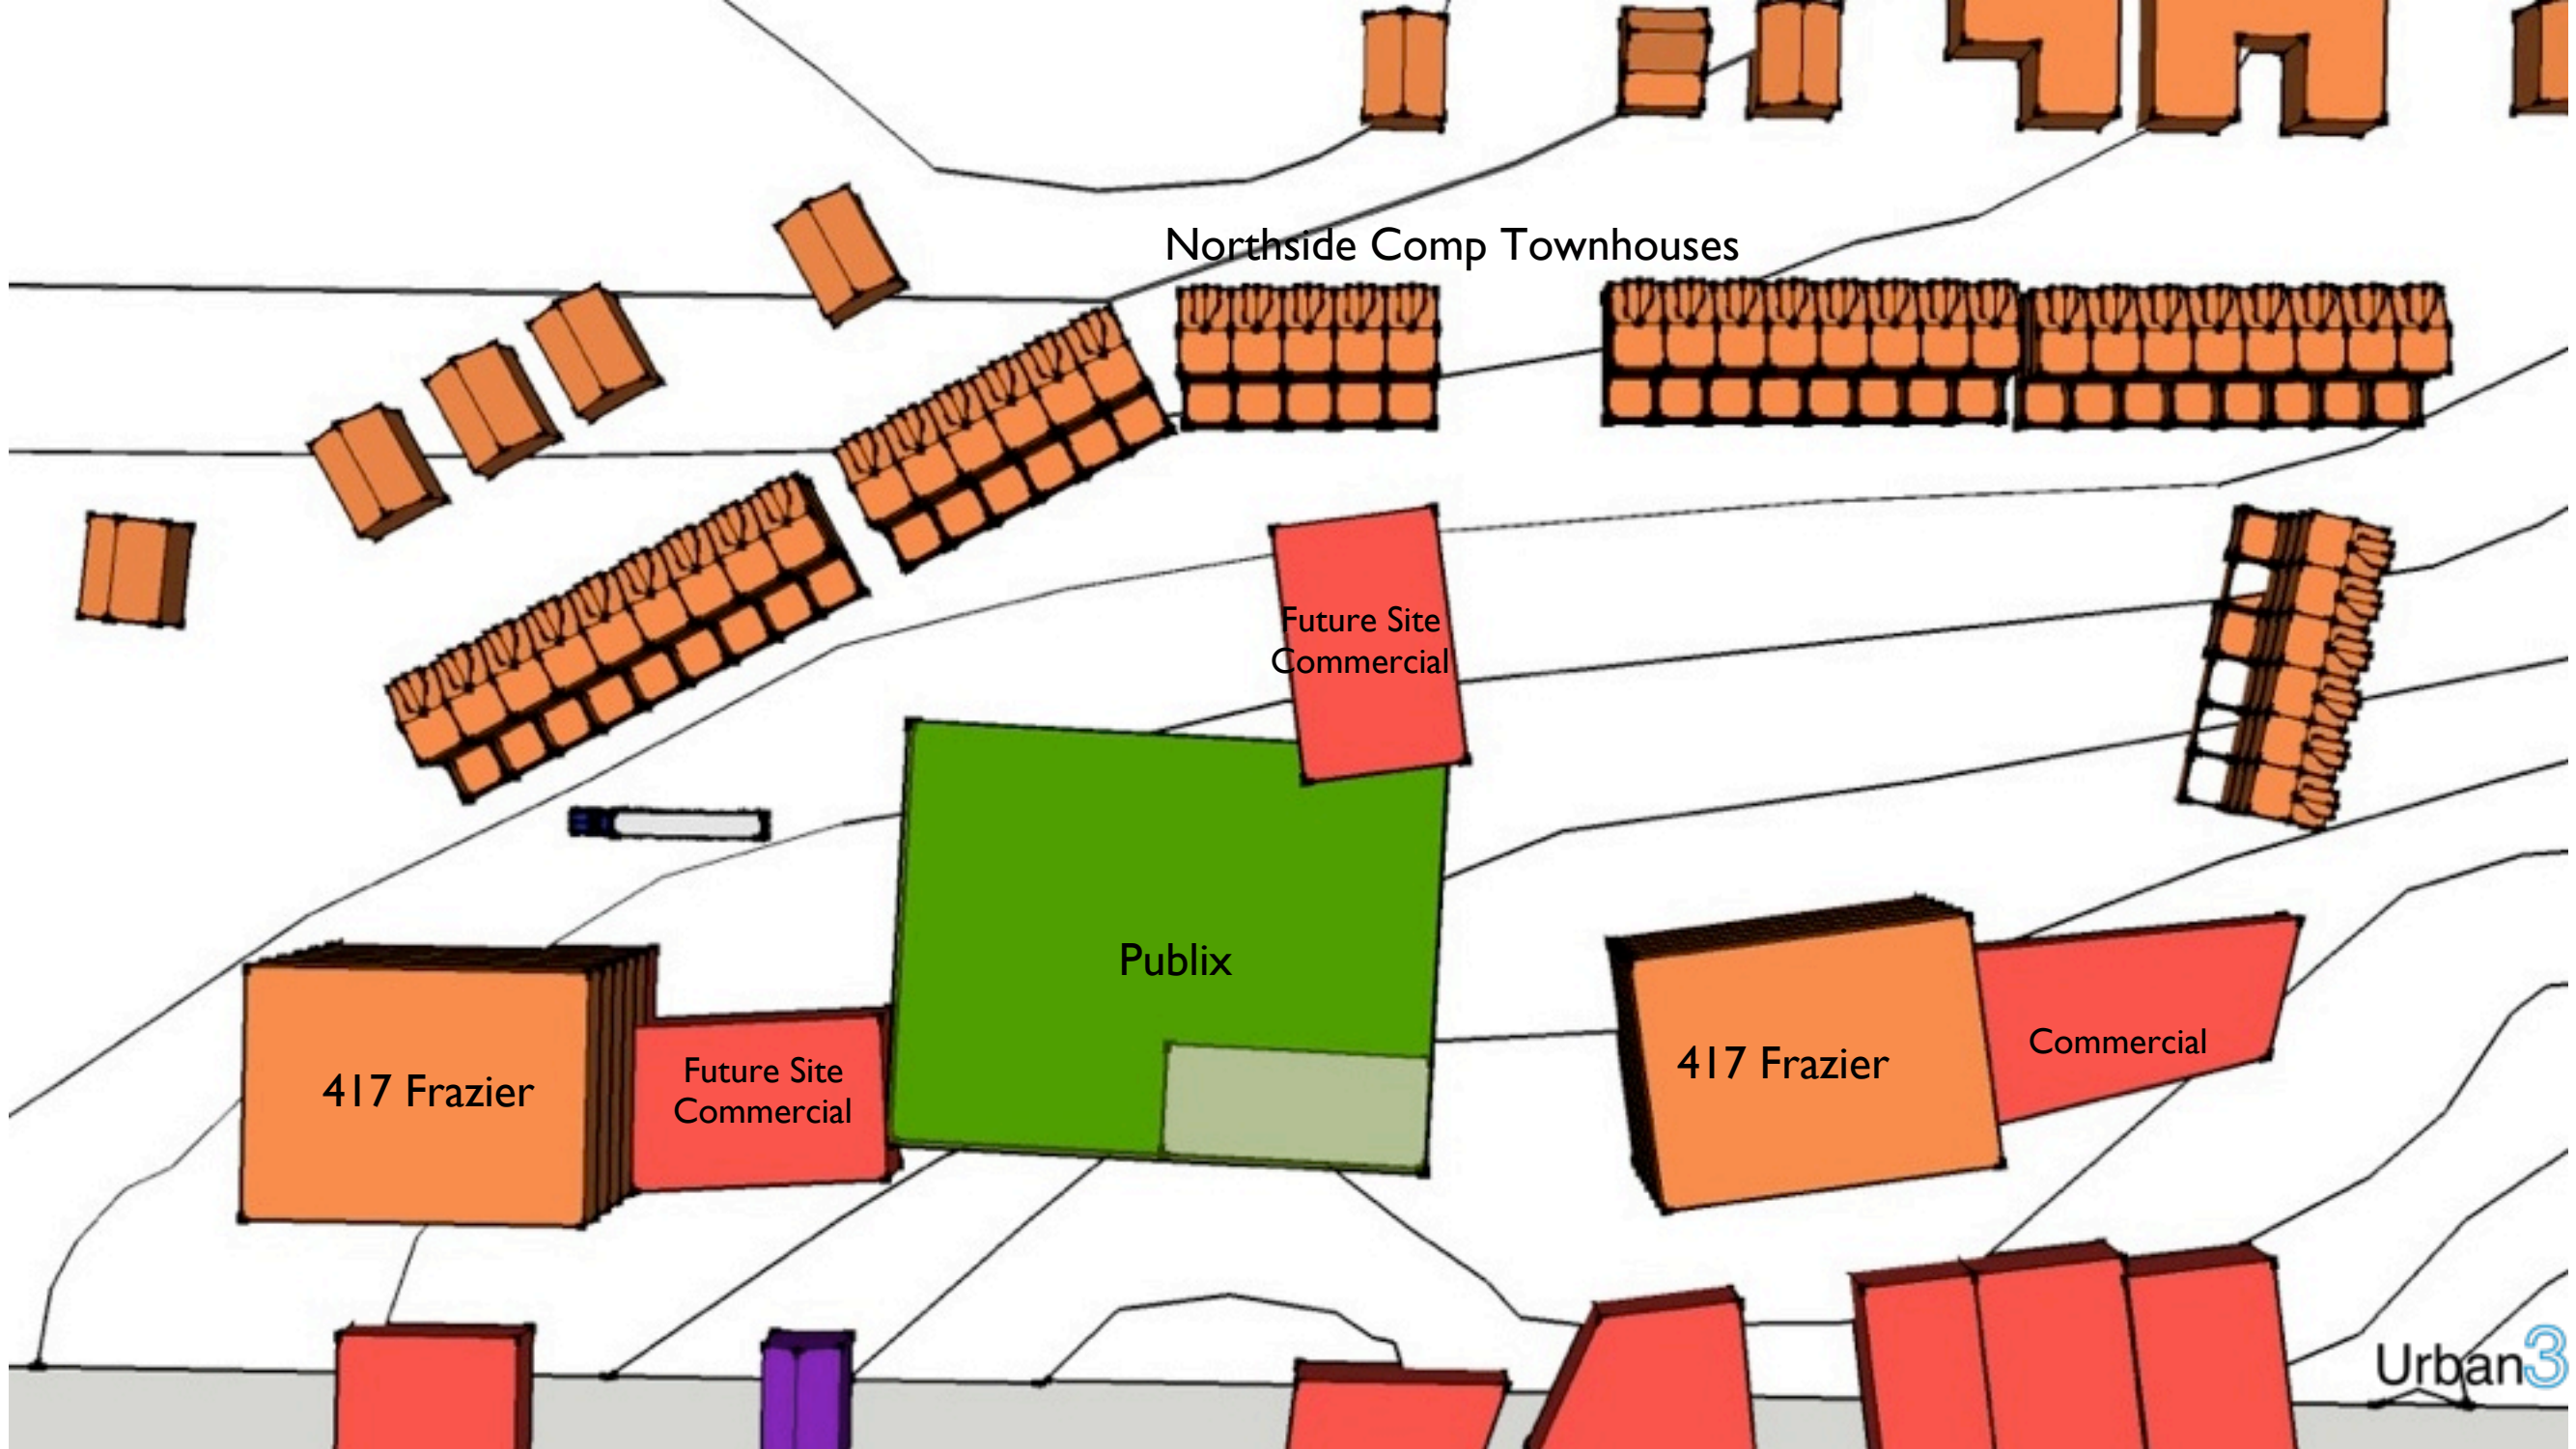 Northside Comp Townhouses
Future Site
Commercial
Publix
417 Frazier
Future Site
Commercial
417 Frazier
Commercial
Urban3